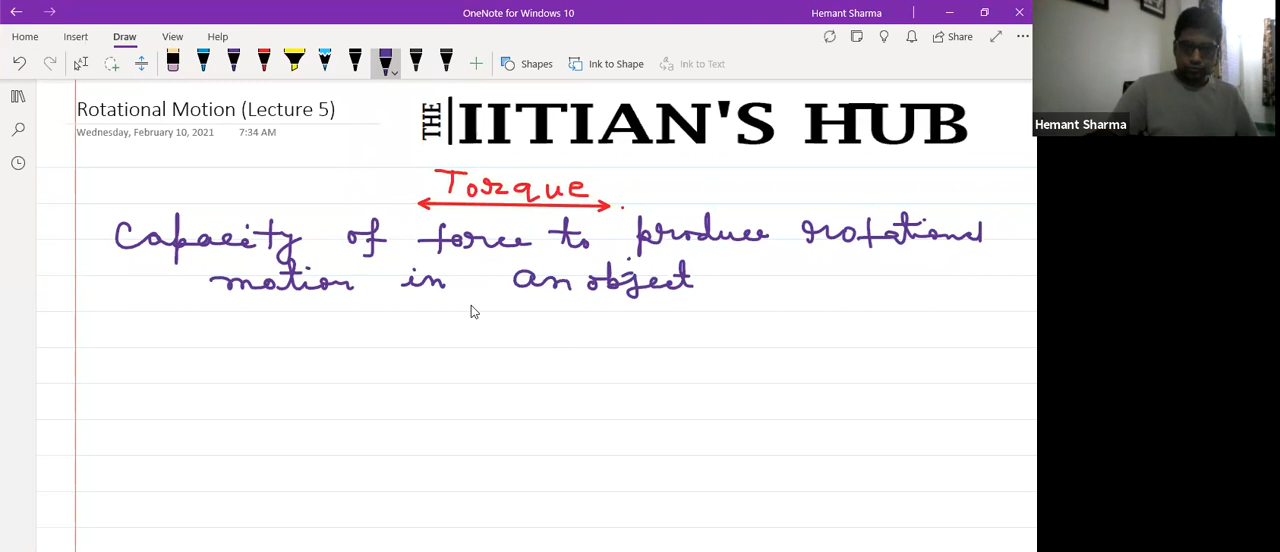 OneNote for Windows 10
Hemant Sharma
Home
Insert
Draw
View
Help
Share
Shapes
Ink to Shape
Ink to Text
Rotational Motion (Lecture 5)
Wednesday, February 10, 2021 7:34 AM
THE IITIAN'S HUB
Hemant Sharma
Torque
Capacity of force to produce rotational
motion in an object